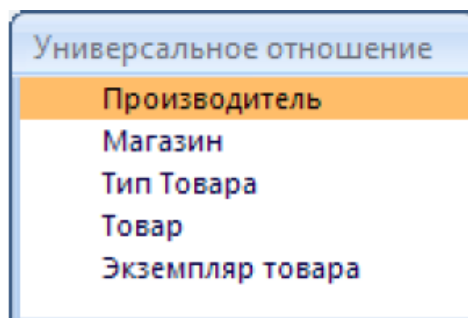 Универсальное отношение
Производитель
Магазин
Тип Товара
Товар
Экземпляр товара